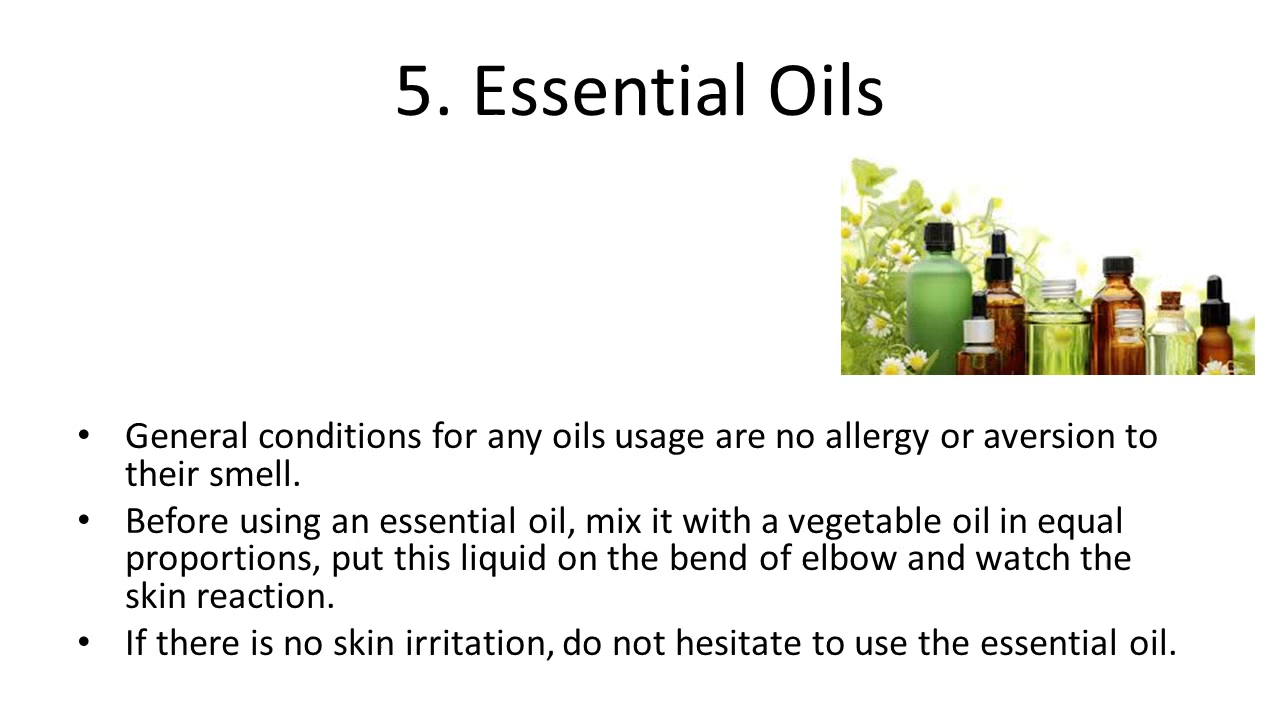 5. Essential Oils
• General conditions for any oils usage are no allergy or aversion to
their smell.
• Before using an essential oil, mix it with a vegetable oil in equal
proportions, put this liquid on the bend of elbow and watch the
skin reaction.
• If there is no skin irritation, do not hesitate to use the essential oil.